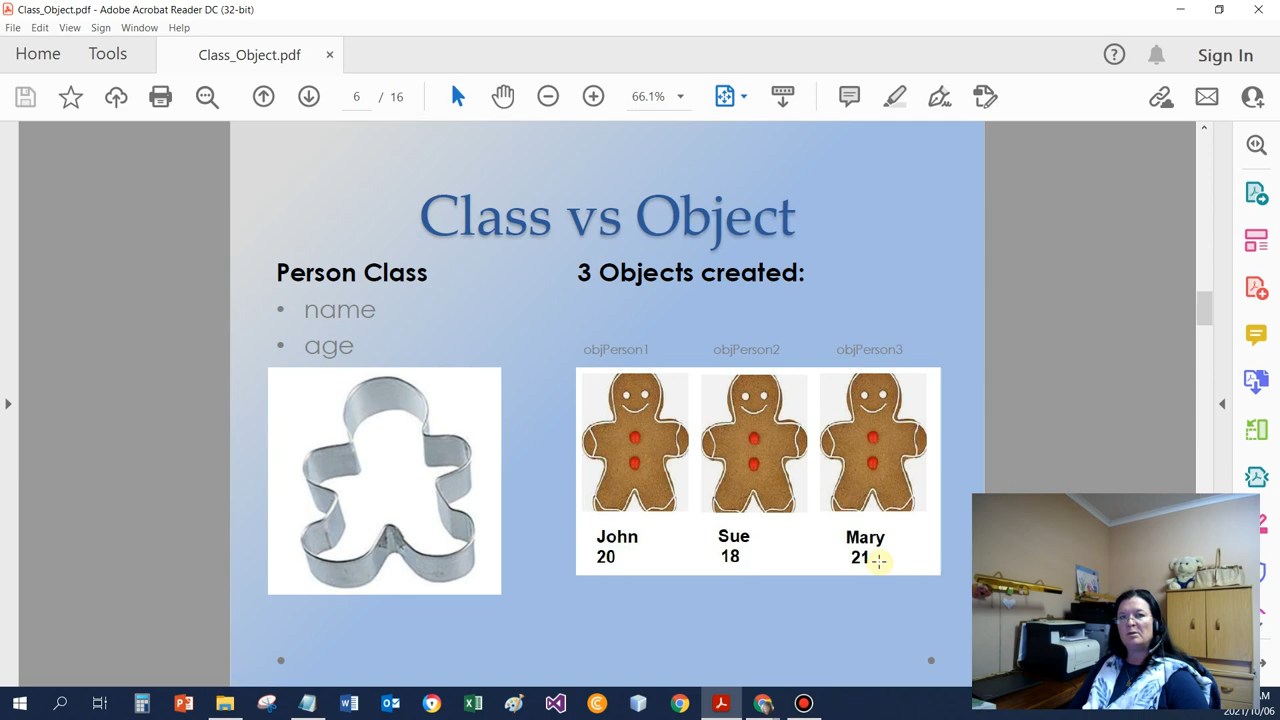 Class_Object.pdf - Adobe Acrobat Reader DC (32-bit)
File Edit View Sign Window Help
Home Tools Class_Object.pdf × Sign In
6 / 16 66.1%
Class vs Object
Person Class
• name
• age
3 Objects created:
objPerson1 objPerson2 objPerson3
John Sue Mary
20 18 21
2021/10/06